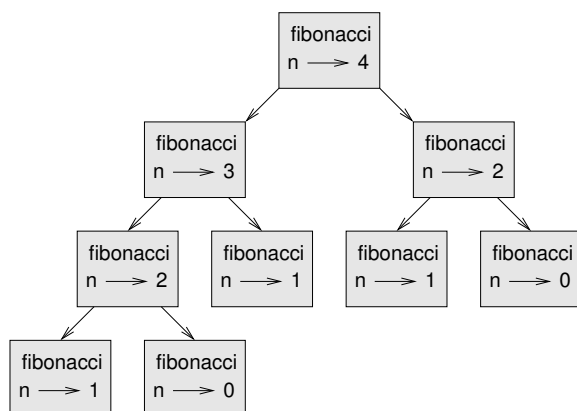 fibonacci
n → 4
fibonacci
n → 3
fibonacci
n → 2
fibonacci
n → 2
fibonacci
n → 1
fibonacci
n → 1
fibonacci
n → 0
fibonacci
n → 1
fibonacci
n → 0